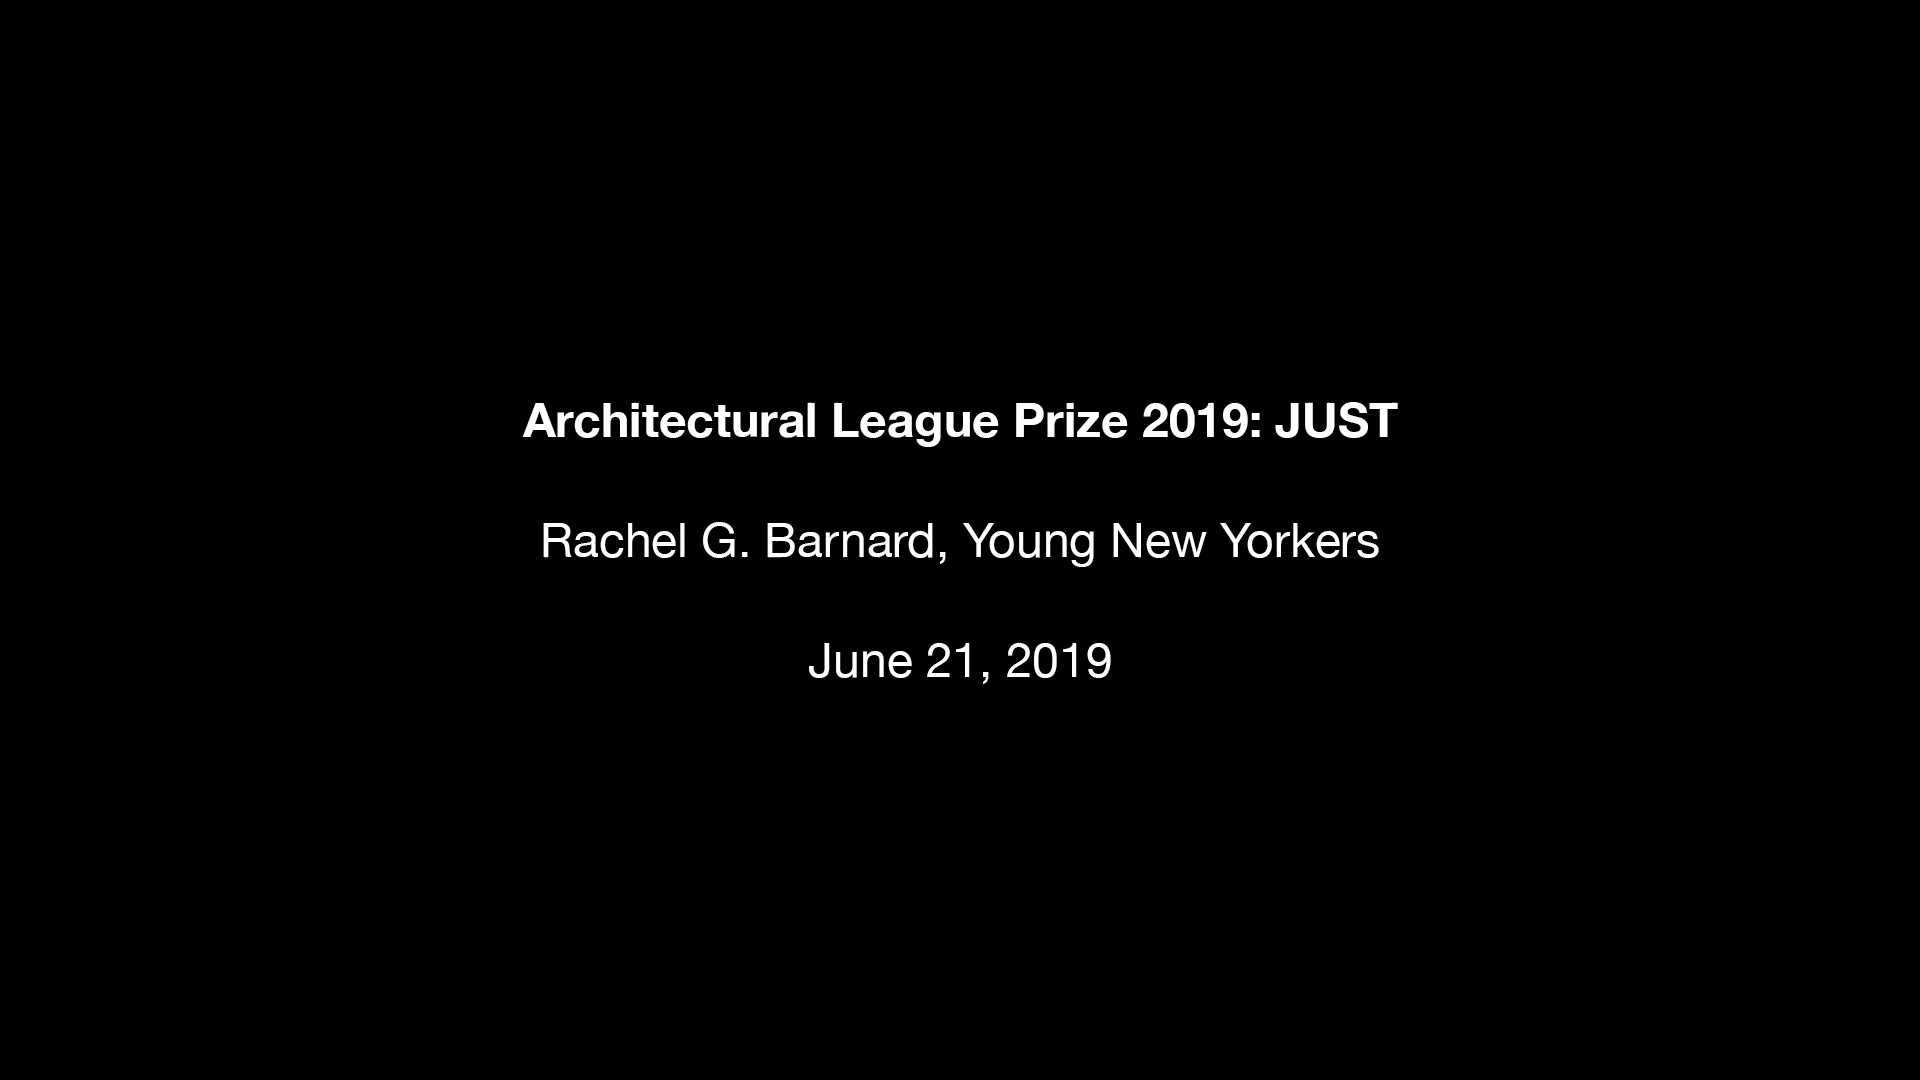 Architectural League Prize 2019: JUST
Rachel G. Barnard, Young New Yorkers
June 21, 2019